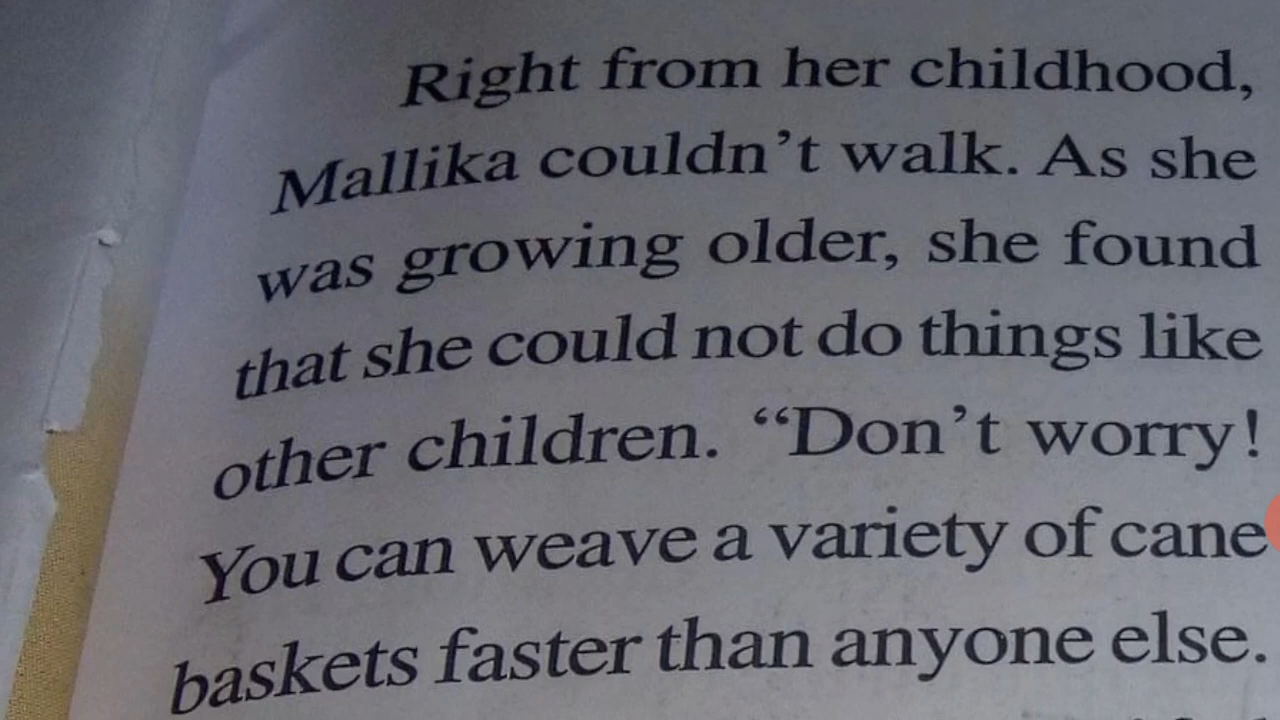 Right from her childhood,
Mallika couldn’t walk. As she
was growing older, she found
that she could not do things like
other children. “Don’t worry!
You can weave a variety of cane
baskets faster than anyone else.